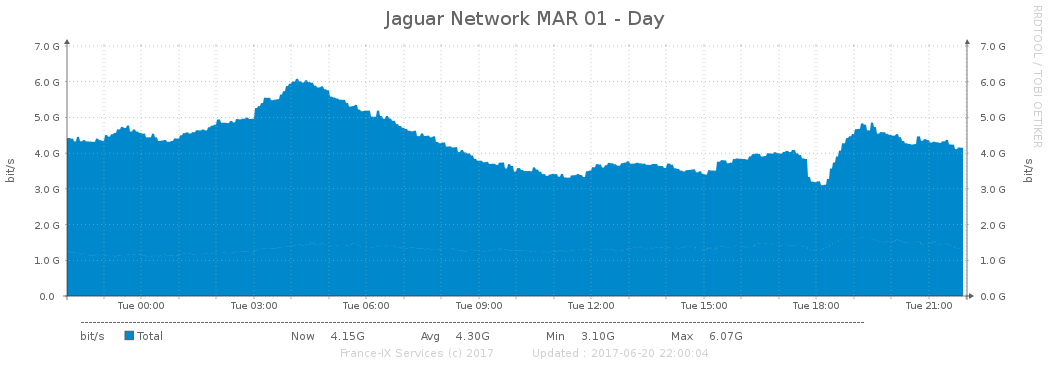 Jaguar Network MAR 01 - Day
RRDTOOL / TOBI OETIKER
bit/s
7.0 G 7.0 G
6.0 G 6.0 G
5.0 G 5.0 G
4.0 G 4.0 G
3.0 G 3.0 G
2.0 G 2.0 G
1.0 G 1.0 G
0.0 0.0 G
bit/s
Tue 00:00 Tue 03:00 Tue 06:00 Tue 09:00 Tue 12:00 Tue 15:00 Tue 18:00 Tue 21:00
bit/s Total Now 4.15G Avg 4.30G Min 3.10G Max 6.07G
France-IX Services (c) 2017 Updated : 2017-06-20 22:00:04